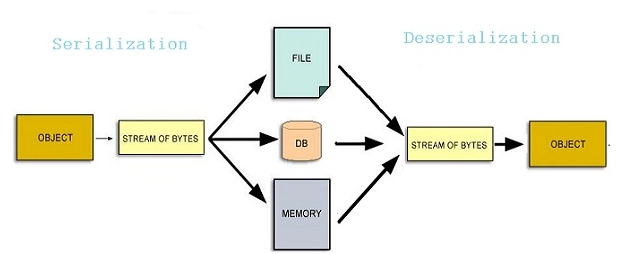 Serialization
Deserialization
FILE
OBJECT
STREAM OF BYTES
DB
STREAM OF BYTES
OBJECT
MEMORY